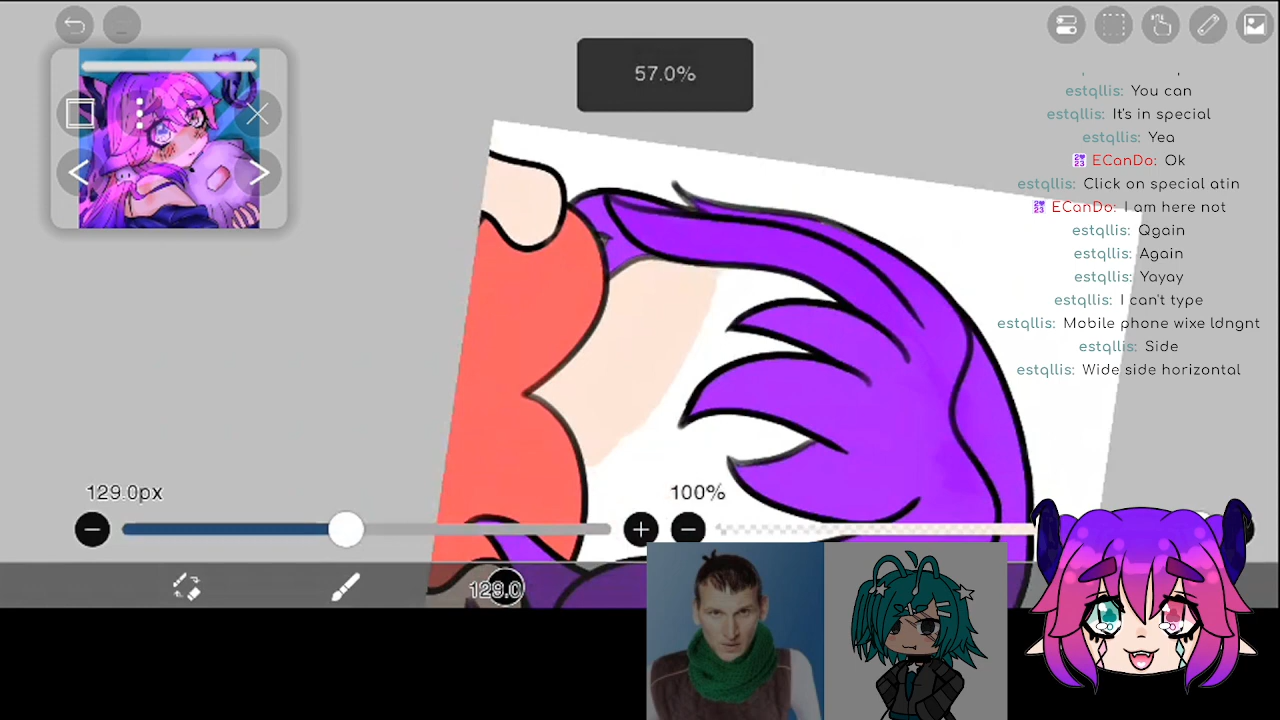 57.0%
estqllis: You can
estqllis: It's in special
estqllis: Yea
ECanDo: Ok
estqllis: Click on special atin
ECanDo: I am here not
estqllis: Qgain
estqllis: Again
estqllis: Yayay
estqllis: I can't type
estqllis: Mobile phone wixe ldngnt
estqllis: Side
estqllis: Wide side horizontal
129.0px
100%
129.0